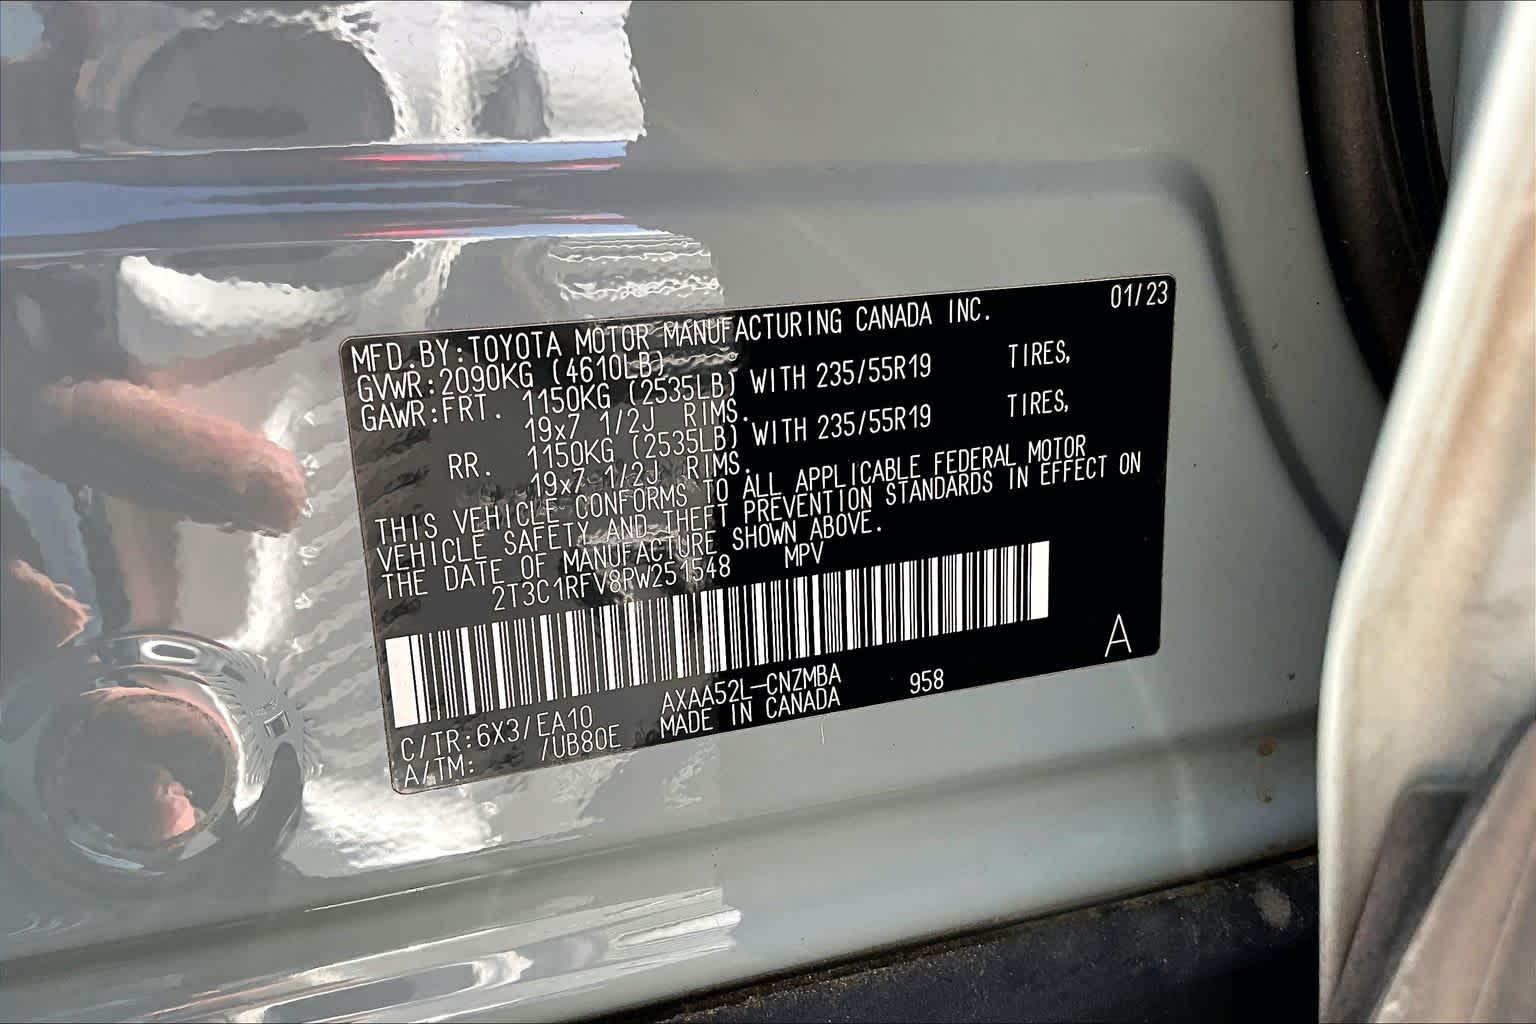 01/23
MFD.BY:TOYOTA MOTOR MANUFACTURING CANADA INC.
GVWR:2090KG (4610LB)
GAWR:FRT. 1150KG (2535LB) WITH 235/55R19 TIRES,
19x7 1/2J RIMS.
RR. 1150KG (2535LB) WITH 235/55R19 TIRES,
19x7 1/2J RIMS.
THIS VEHICLE CONFORMS TO ALL APPLICABLE FEDERAL MOTOR
VEHICLE SAFETY AND THEFT PREVENTION STANDARDS IN EFFECT ON
THE DATE OF MANUFACTURE SHOWN ABOVE.
2T3C1RFV8RW251548 MPV
A
C/TR:6X3/EA10 AXAA52L-CNZMBA 958
A/TM: /UB80E MADE IN CANADA